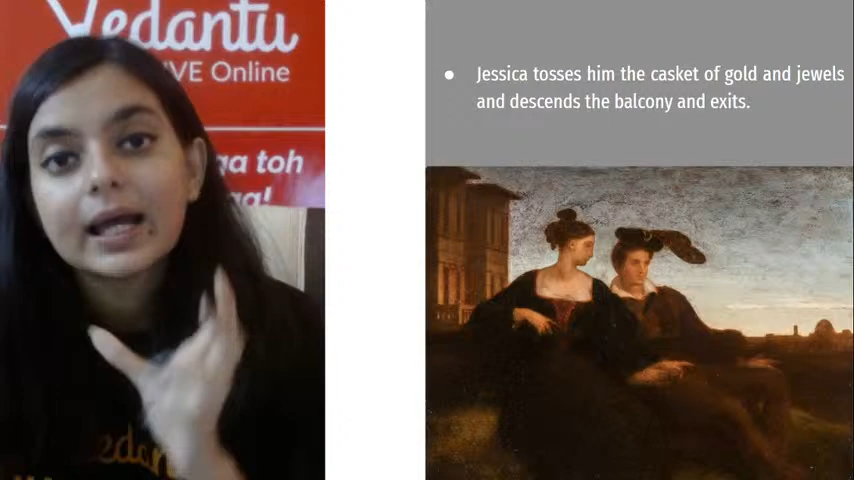 Vedantu
VE Online
ga toh
ga!
Jessica tosses him the casket of gold and jewels
and descends the balcony and exits.
edan